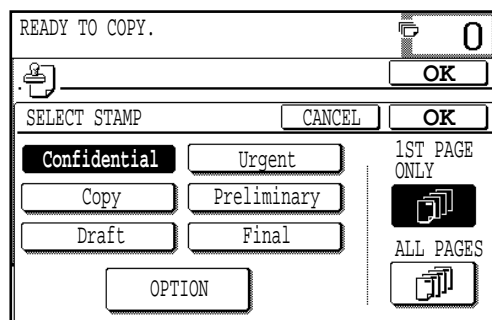 READY TO COPY.
0
OK
SELECT STAMP CANCEL OK
Confidential Urgent
1ST PAGE
ONLY
Copy Preliminary
Draft Final
ALL PAGES
OPTION